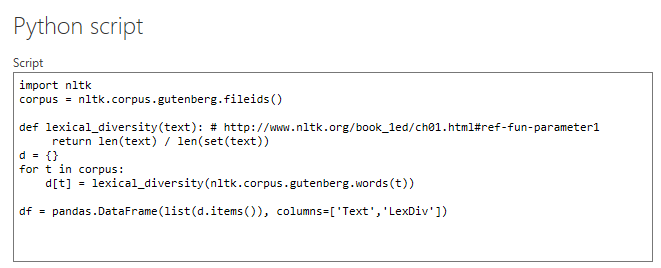 Python script
Script
import nltk
corpus = nltk.corpus.gutenberg.fileids()
def lexical_diversity(text): # http://www.nltk.org/book_1ed/ch01.html#ref-fun-parameter1
     return len(text) / len(set(text))
d = {}
for t in corpus:
    d[t] = lexical_diversity(nltk.corpus.gutenberg.words(t))
df = pandas.DataFrame(list(d.items()), columns=['Text','LexDiv'])